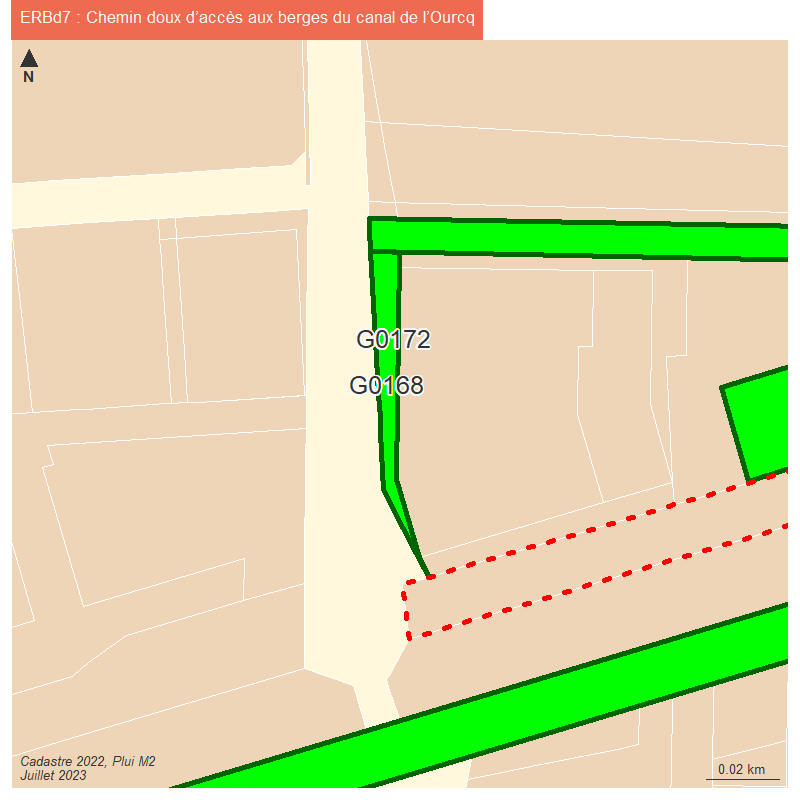 ERBd7 : Chemin doux d’accès aux berges du canal de l’Ourcq
N
G0172
G0168
Cadastre 2022, Plui M2
Juillet 2023
0.02 km